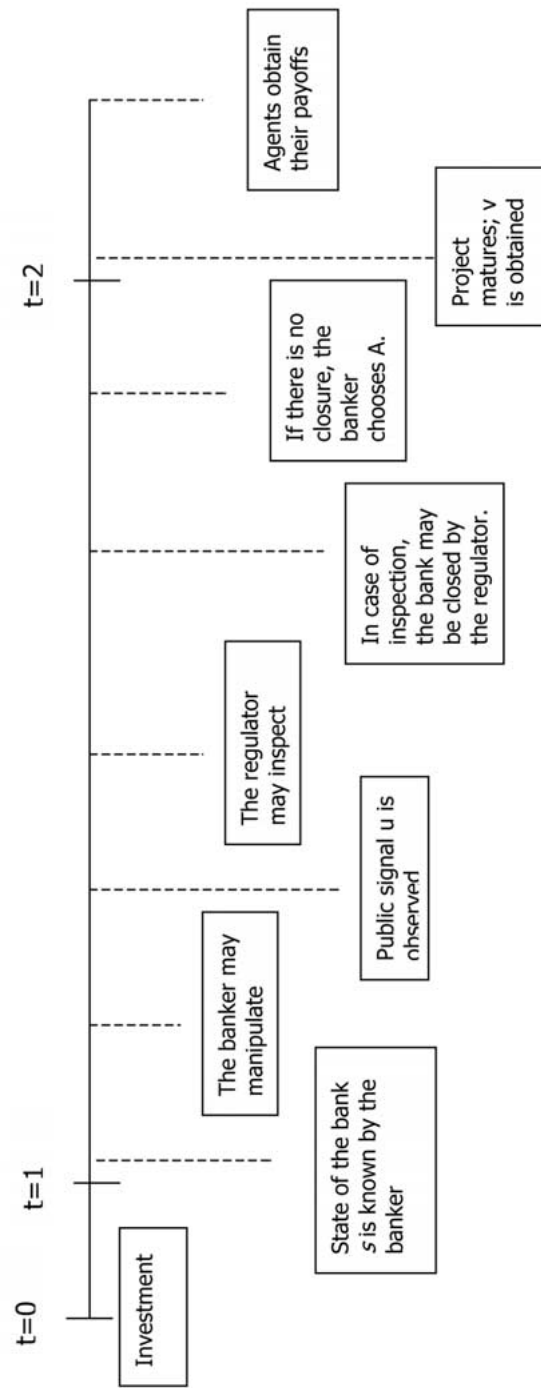 t=0
t=1
t=2
Investment
State of the bank
s is known by the
banker
The banker may
manipulate
Public signal u is
observed
The regulator
may inspect
In case of
inspection,
the bank may
be closed by
the regulator.
If there is no
closure, the
banker
chooses A.
Project
matures; v
is obtained
Agents obtain
their payoffs